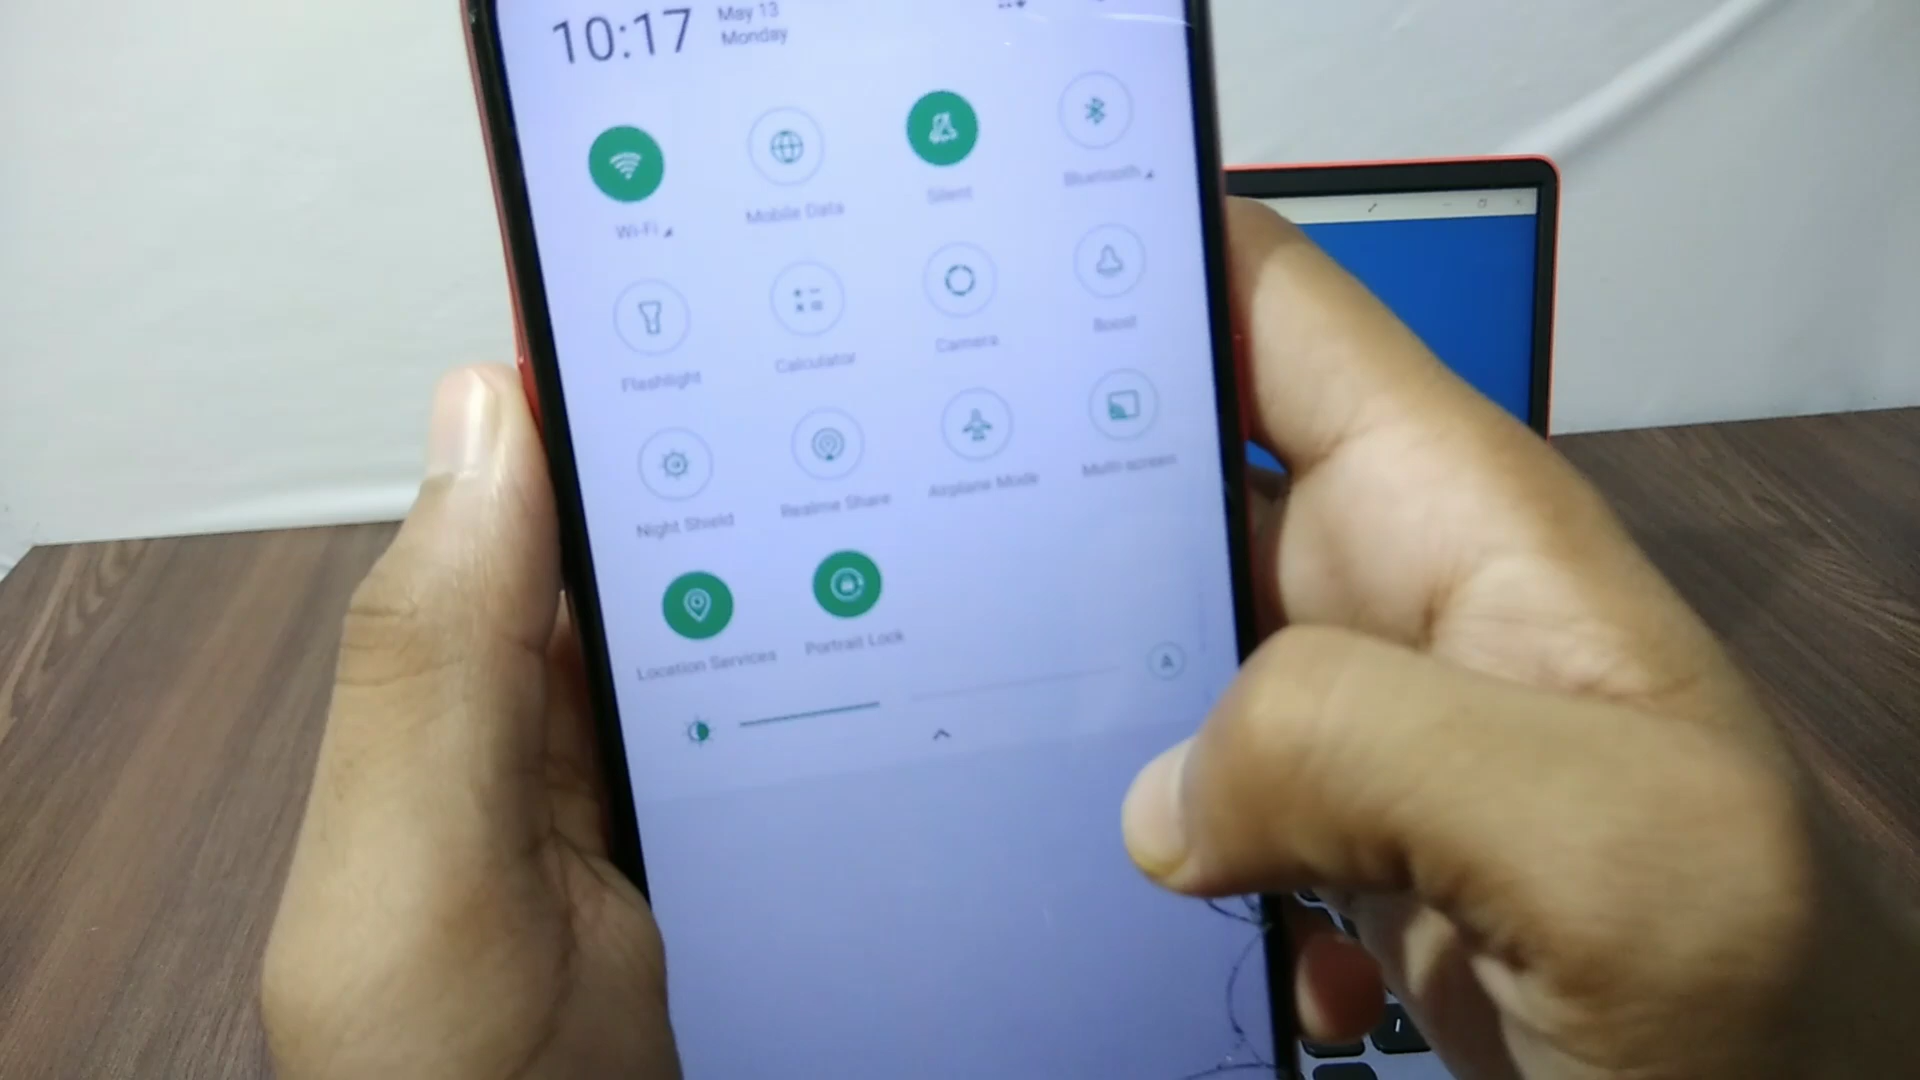 10:17
May 13
Monday
Wi-Fi
Mobile Data
Silent
Bluetooth
Flashlight
Calculator
Camera
Boost
Night Shield
Realme Share
Airplane Mode
Multi-screen
Location Services
Portrait Lock
A